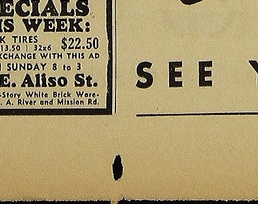 ECIALS
IS WEEK:
K TIRES
13.50 | 32x6 $22.50
EXCHANGE WITH THIS AD
SUNDAY 8 to 3
E. Aliso St.
-Story White Brick Ware-
. A. River and Mission Rd.
SEE